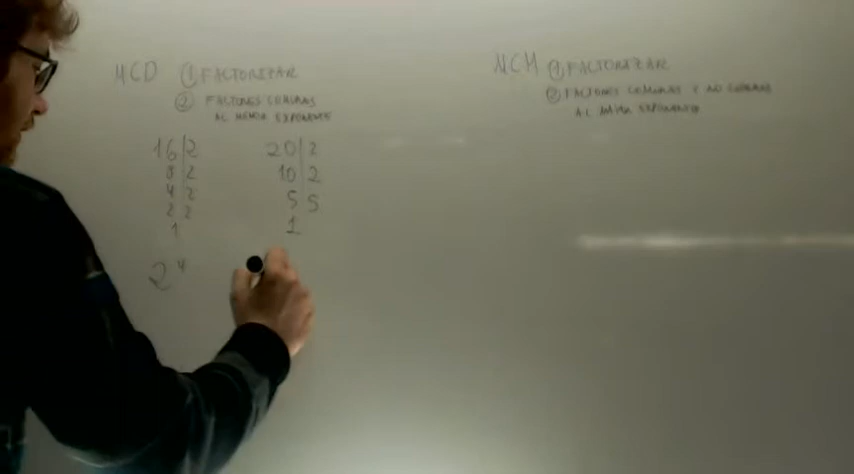 MCD ① FACTORIZAR
② FACTORES COMUNES
AL MENOR EXPONENTE
16|2
8|2
4|2
2|2
1
2⁴
20|2
10|2
5|5
1
MCM ① FACTORIZAR
② FACTORES COMUNES Y NO COMUNES
AL MAYOR EXPONENTE